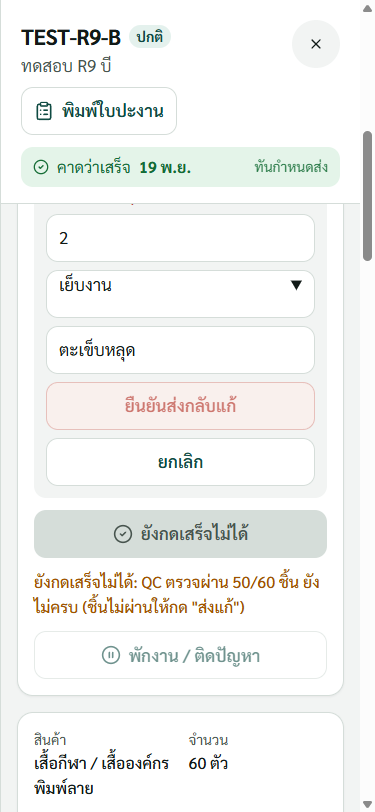 TEST-R9-B ปกติ
ทดสอบ R9 บี
พิมพ์ใบปะงาน
คาดว่าเสร็จ 19 พ.ย. ทันกำหนดส่ง
2
เย็บงาน
ตะเข็บหลุด
ยืนยันส่งกลับแก้
ยกเลิก
ยังกดเสร็จไม่ได้
ยังกดเสร็จไม่ได้: QC ตรวจผ่าน 50/60 ชิ้น ยัง
ไม่ครบ (ชิ้นไม่ผ่านให้กด "ส่งแก้")
พักงาน / ติดปัญหา
สินค้า จำนวน
เสื้อกีฬา / เสื้อองค์กร 60 ตัว
พิมพ์ลาย